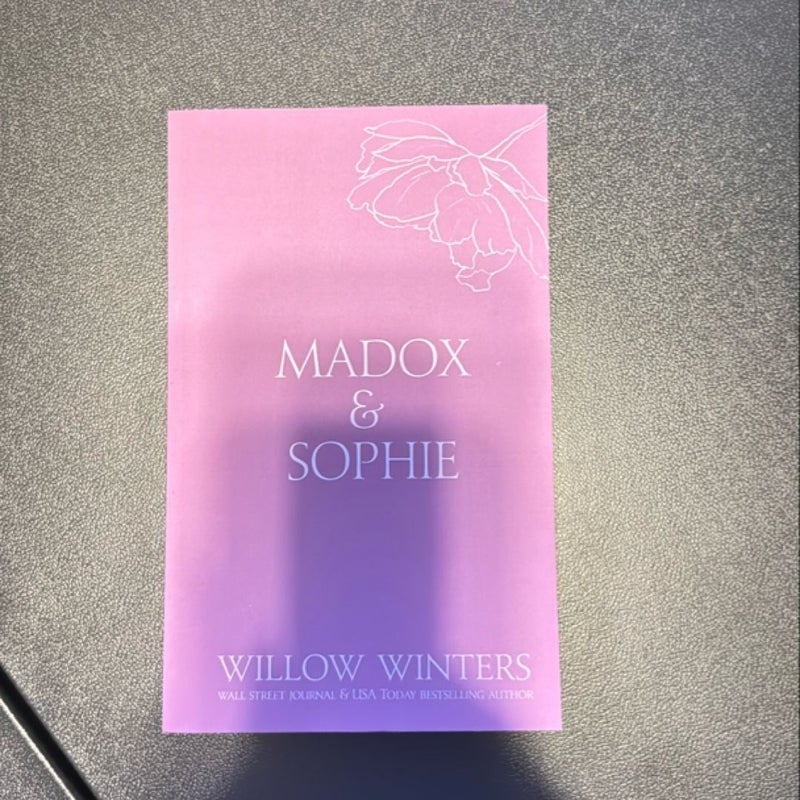 MADOX
&
SOPHIE
WILLOW WINTERS
WALL STREET JOURNAL & USA TODAY BESTSELLING AUTHOR